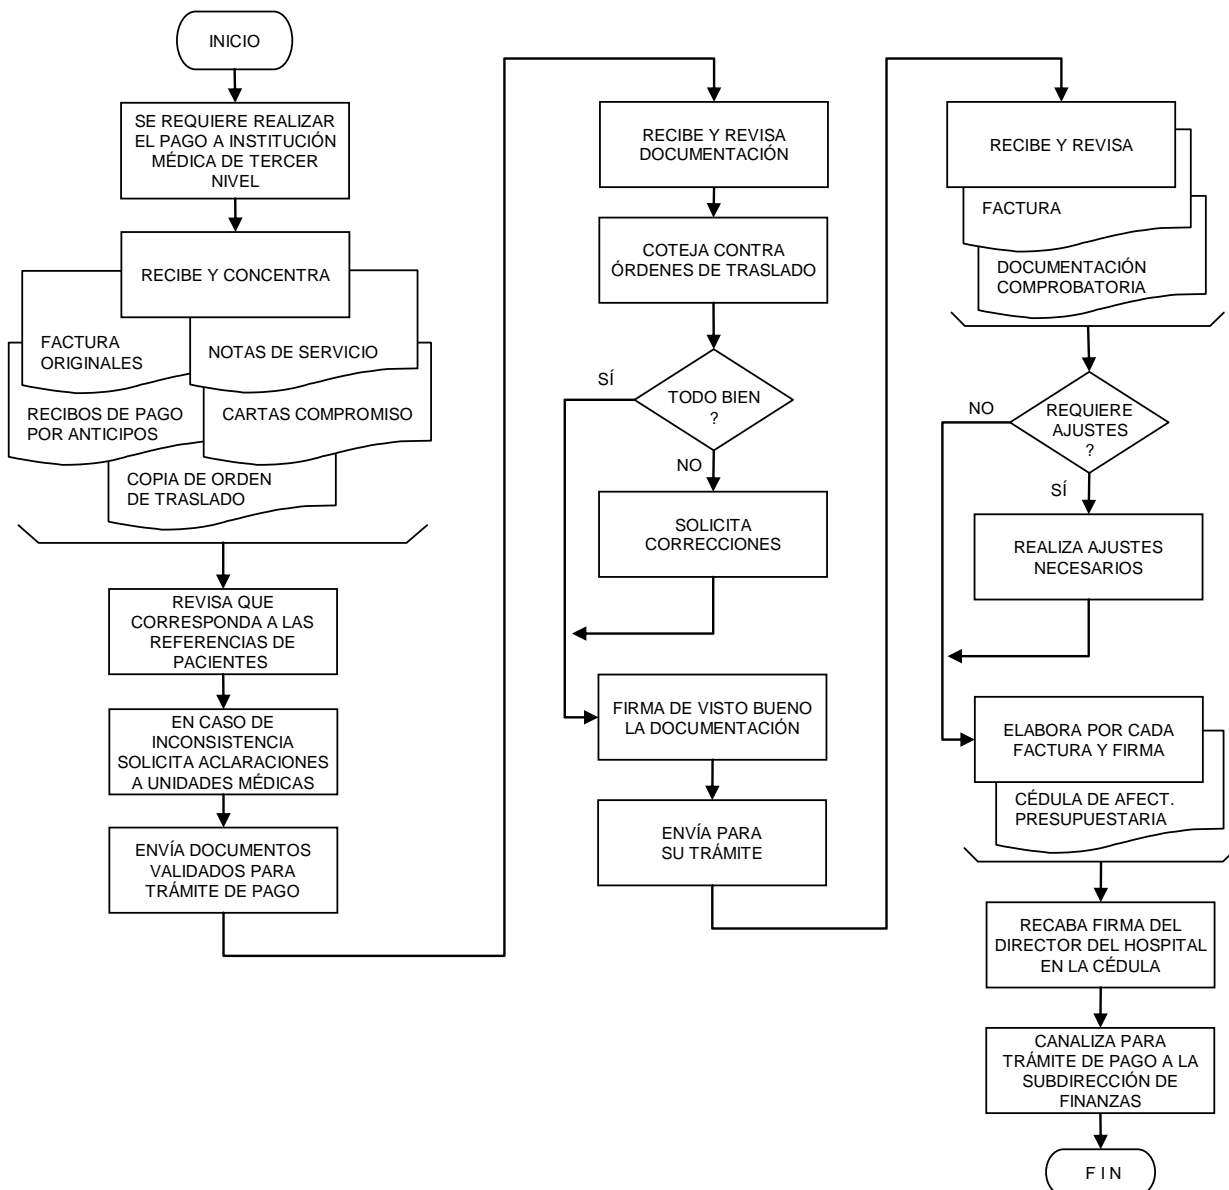 INICIO
SE REQUIERE REALIZAR
EL PAGO A INSTITUCIÓN
MÉDICA DE TERCER
NIVEL
RECIBE Y CONCENTRA
FACTURA
ORIGINALES
NOTAS DE SERVICIO
RECIBOS DE PAGO
POR ANTICIPOS
CARTAS COMPROMISO
COPIA DE ORDEN
DE TRASLADO
REVISA QUE
CORRESPONDA A LAS
REFERENCIAS DE
PACIENTES
EN CASO DE
INCONSISTENCIA
SOLICITA ACLARACIONES
A UNIDADES MÉDICAS
ENVÍA DOCUMENTOS
VALIDADOS PARA
TRÁMITE DE PAGO
RECIBE Y REVISA
DOCUMENTACIÓN
COTEJA CONTRA
ÓRDENES DE TRASLADO
SÍ
TODO BIEN
?
NO
SOLICITA
CORRECCIONES
FIRMA DE VISTO BUENO
LA DOCUMENTACIÓN
ENVÍA PARA
SU TRÁMITE
RECIBE Y REVISA
FACTURA
DOCUMENTACIÓN
COMPROBATORIA
NO
REQUIERE
AJUSTES
?
SÍ
REALIZA AJUSTES
NECESARIOS
ELABORA POR CADA
FACTURA Y FIRMA
CÉDULA DE AFECT.
PRESUPUESTARIA
RECABA FIRMA DEL
DIRECTOR DEL HOSPITAL
EN LA CÉDULA
CANALIZA PARA
TRÁMITE DE PAGO A LA
SUBDIRECCIÓN DE
FINANZAS
F I N